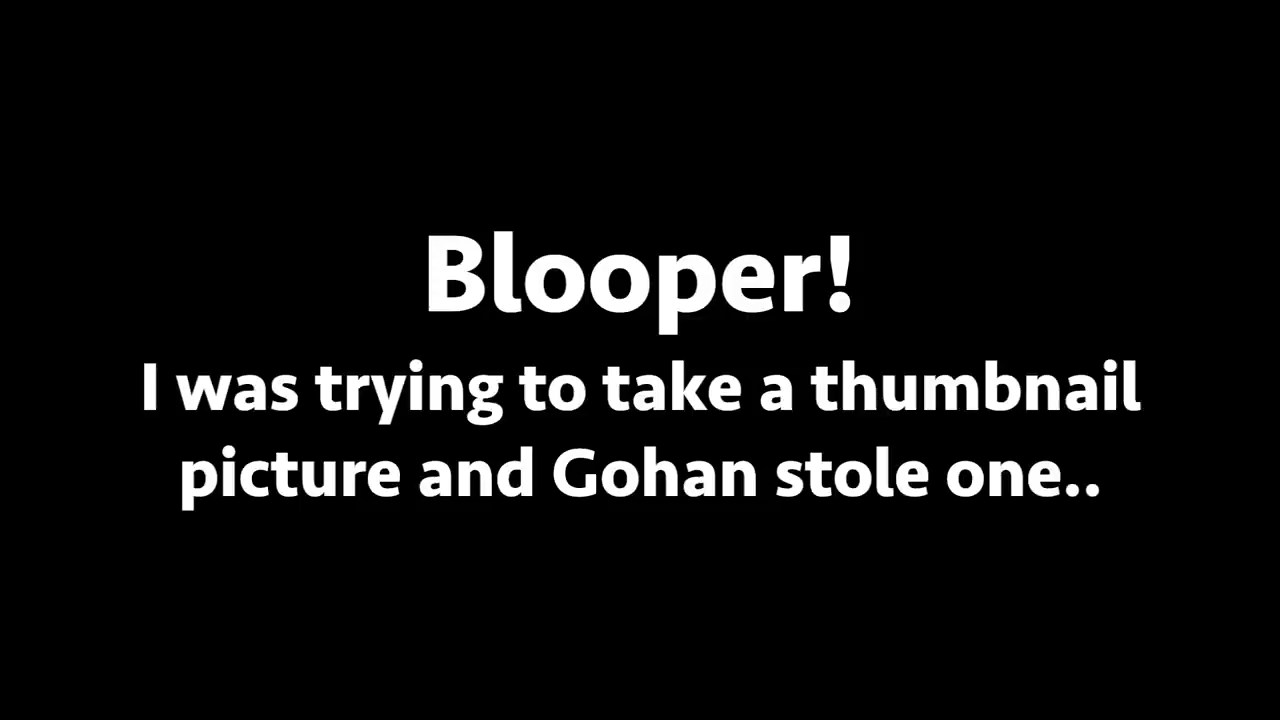 Blooper!
I was trying to take a thumbnail
picture and Gohan stole one..